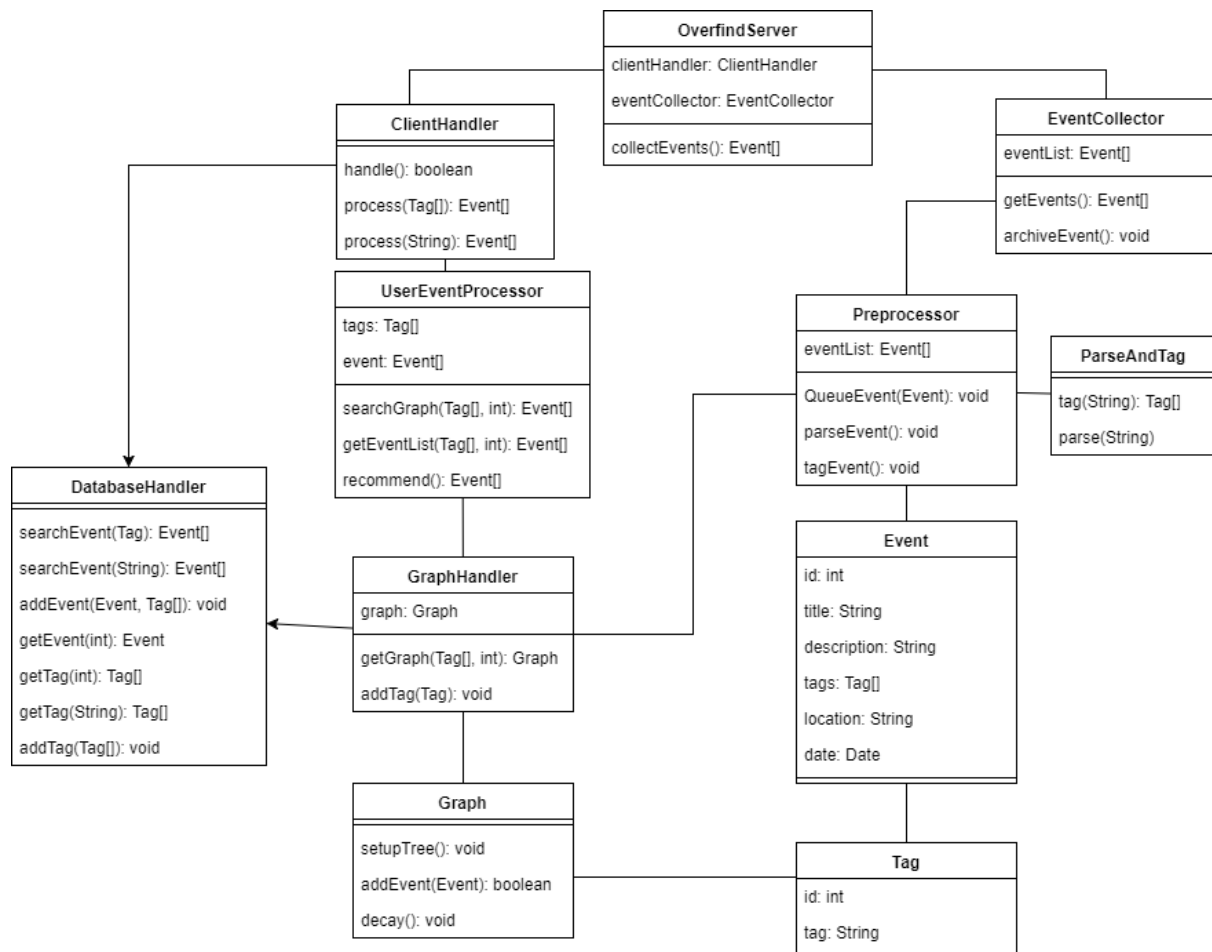 OverfindServer
clientHandler: ClientHandler
eventCollector: EventCollector
collectEvents(): Event[]
ClientHandler
handle(): boolean
process(Tag[]): Event[]
process(String): Event[]
EventCollector
eventList: Event[]
getEvents(): Event[]
archiveEvent(): void
UserEventProcessor
tags: Tag[]
event: Event[]
searchGraph(Tag[], int): Event[]
getEventList(Tag[], int): Event[]
recommend(): Event[]
Preprocessor
eventList: Event[]
QueueEvent(Event): void
parseEvent(): void
tagEvent(): void
ParseAndTag
tag(String): Tag[]
parse(String)
DatabaseHandler
searchEvent(Tag): Event[]
searchEvent(String): Event[]
addEvent(Event, Tag[]): void
getEvent(int): Event
getTag(int): Tag[]
getTag(String): Tag[]
addTag(Tag[]): void
GraphHandler
graph: Graph
getGraph(Tag[], int): Graph
addTag(Tag): void
Event
id: int
title: String
description: String
tags: Tag[]
location: String
date: Date
Graph
setupTree(): void
addEvent(Event): boolean
decay(): void
Tag
id: int
tag: String